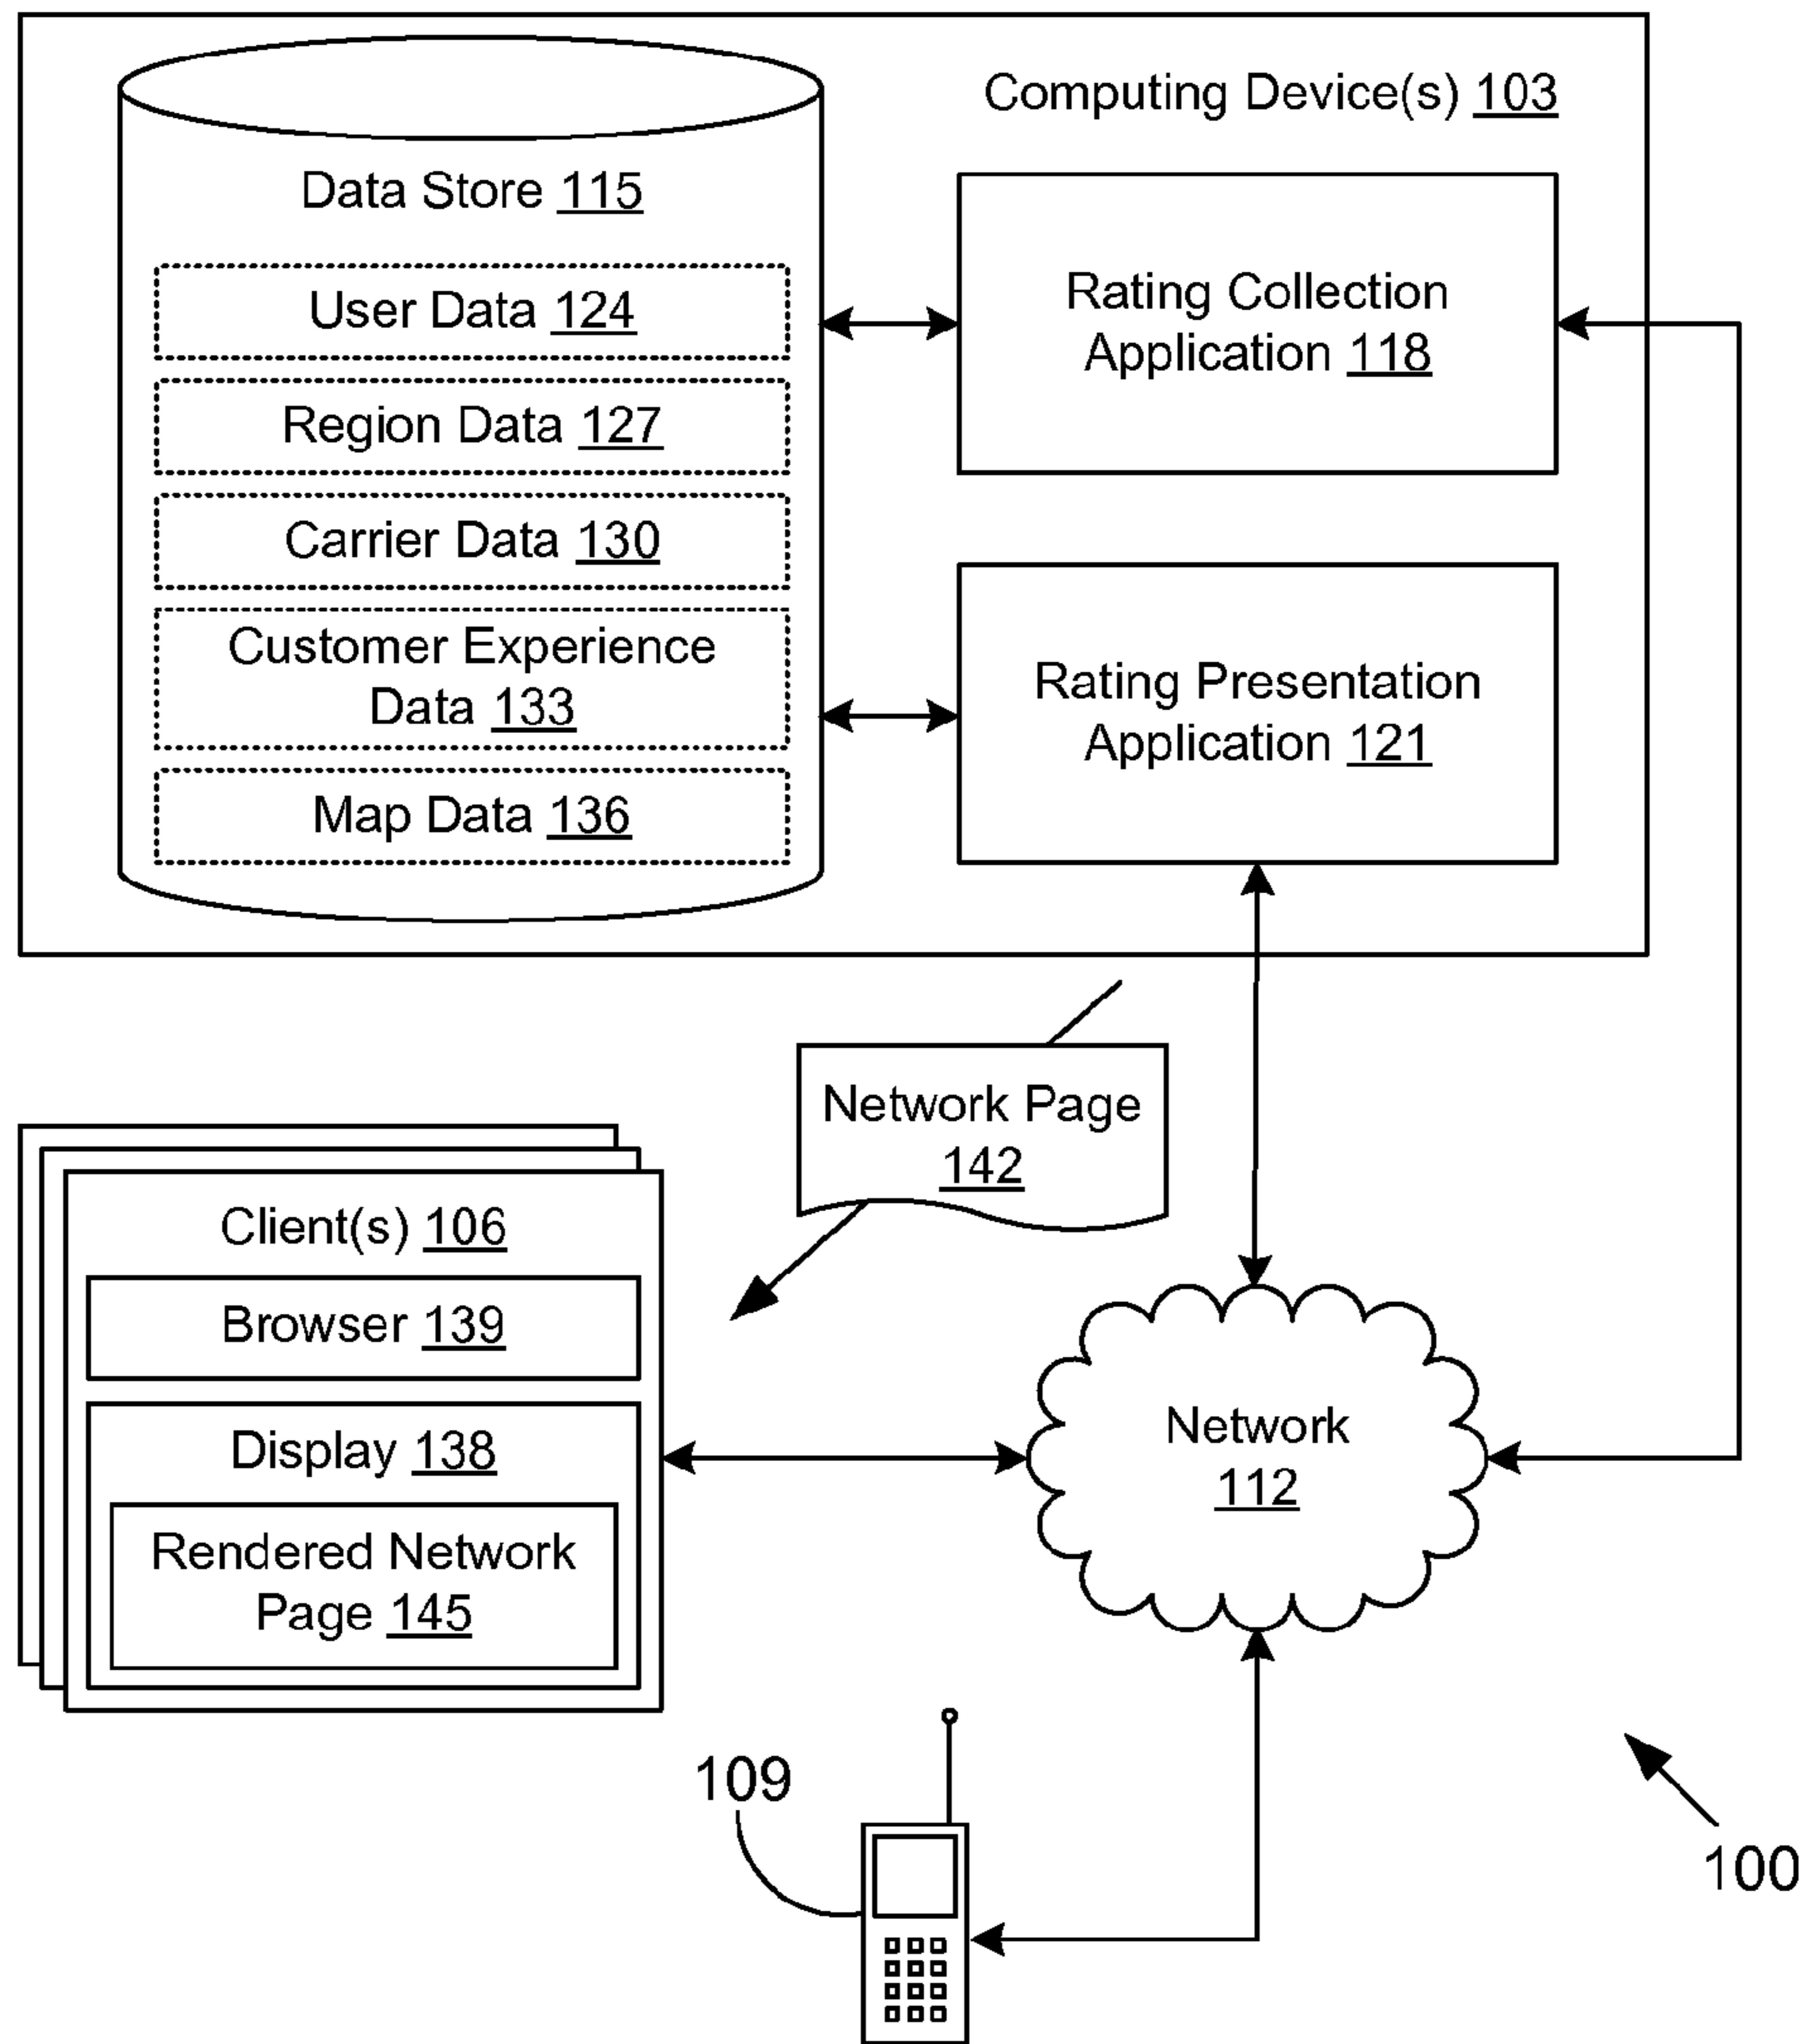 Computing Device(s) 103
Data Store 115
User Data 124
Region Data 127
Carrier Data 130
Customer Experience
Data 133
Map Data 136
Rating Collection
Application 118
Rating Presentation
Application 121
Network Page
142
Client(s) 106
Browser 139
Display 138
Rendered Network
Page 145
Network
112
109
100